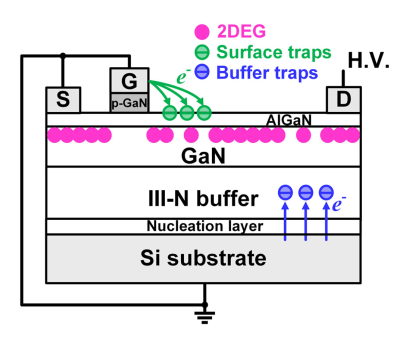 2DEG
Surface traps
Buffer traps
H.V.
G
e-
S
p-GaN
D
AlGaN
GaN
III-N buffer
e-
Nucleation layer
Si substrate